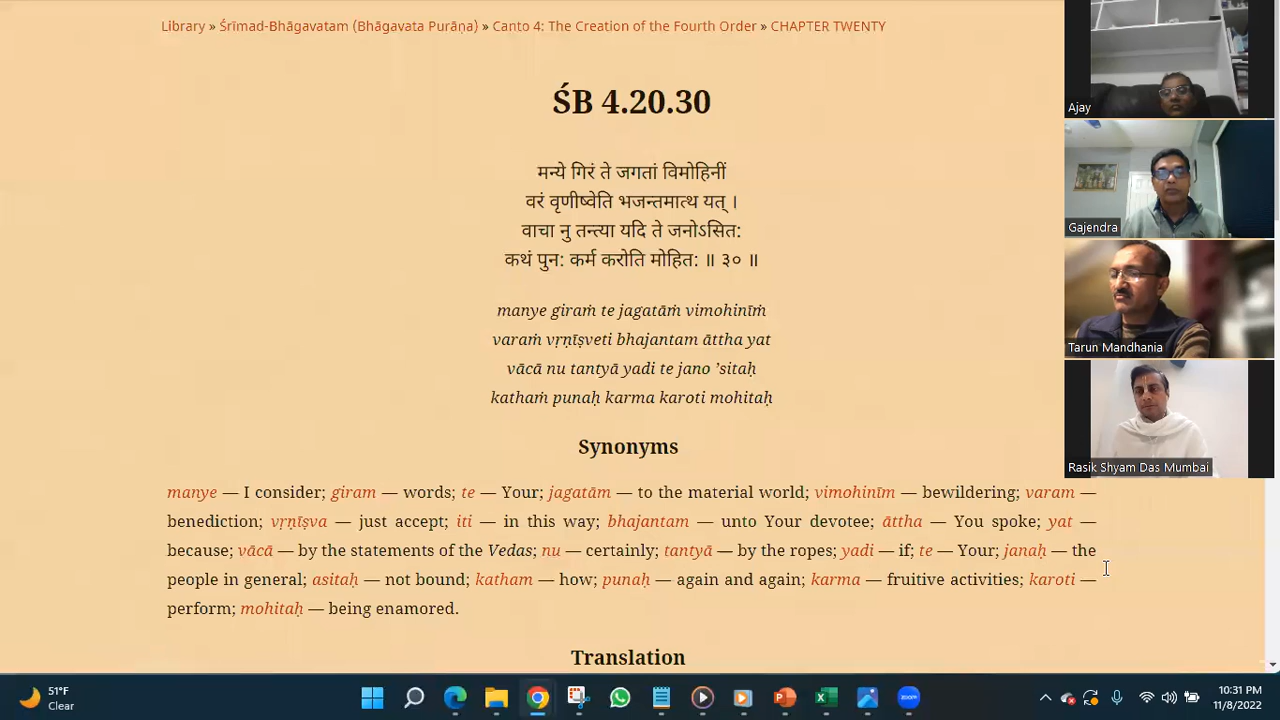 Library » Śrīmad-Bhāgavatam (Bhāgavata Purāṇa) » Canto 4: The Creation of the Fourth Order » CHAPTER TWENTY
ŚB 4.20.30
मन्ये गिरं ते जगतां विमोहिनीं
वरं वृणीष्वेति भजन्तमात्थ यत् ।
वाचा नु तन्त्या यदि ते जनोऽसित:
कथं पुन: कर्म करोति मोहित: ॥ ३० ॥
manye giraṁ te jagatāṁ vimohinīṁ
varaṁ vṛṇīṣveti bhajantam āttha yat
vācā nu tantyā yadi te jano ’sitaḥ
kathaṁ punaḥ karma karoti mohitaḥ
Synonyms
manye — I consider; giram — words; te — Your; jagatām — to the material world; vimohinīm — bewildering; varam —
benediction; vṛṇīṣva — just accept; iti — in this way; bhajantam — unto Your devotee; āttha — You spoke; yat —
because; vācā — by the statements of the Vedas; nu — certainly; tantyā — by the ropes; yadi — if; te — Your; janaḥ — the
people in general; asitaḥ — not bound; katham — how; punaḥ — again and again; karma — fruitive activities; karoti —
perform; mohitaḥ — being enamored.
Translation
Ajay
Gajendra
Tarun Mandhania
Rasik Shyam Das Mumbai
51°F
Clear
10:31 PM
11/8/2022